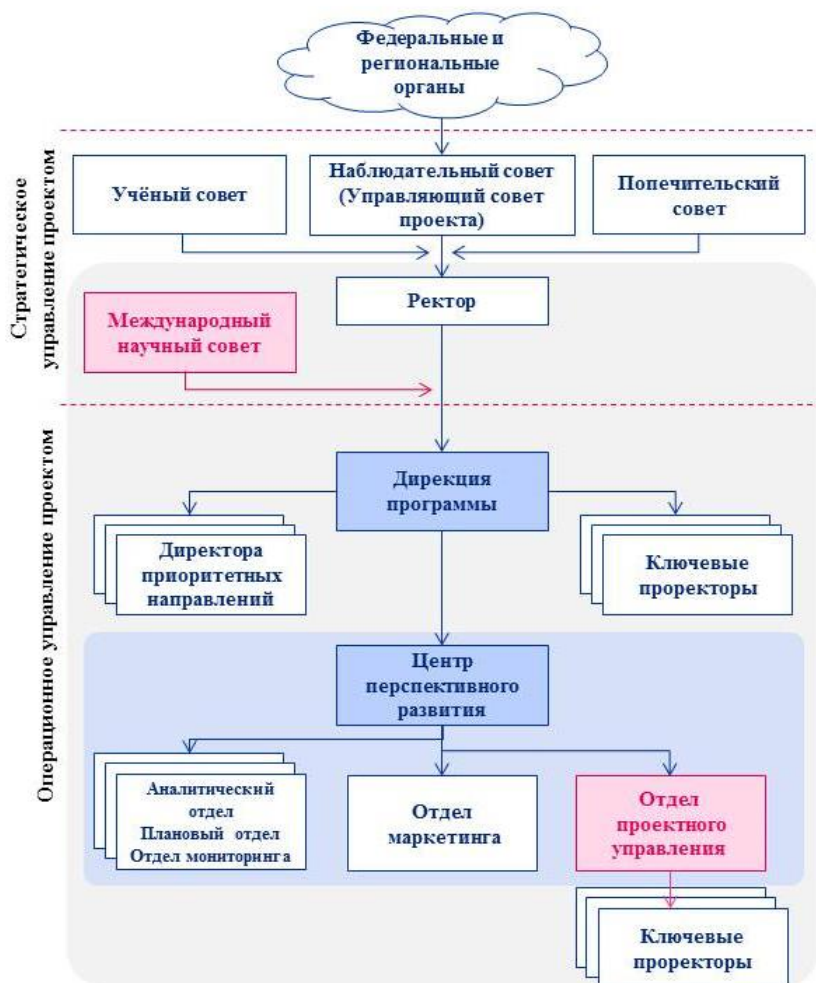 Федеральные и
региональные
органы
Стратегическое
управление проектом
Учёный совет
Наблюдательный совет
(Управляющий совет
проекта)
Попечительский
совет
Ректор
Международный
научный совет
Операционное управление проектом
Дирекция
программы
Директора
приоритетных
направлений
Ключевые
проректоры
Центр
перспективного
развития
Аналитический
отдел
Плановый отдел
Отдел мониторинга
Отдел
маркетинга
Отдел
проектного
управления
Ключевые
проректоры